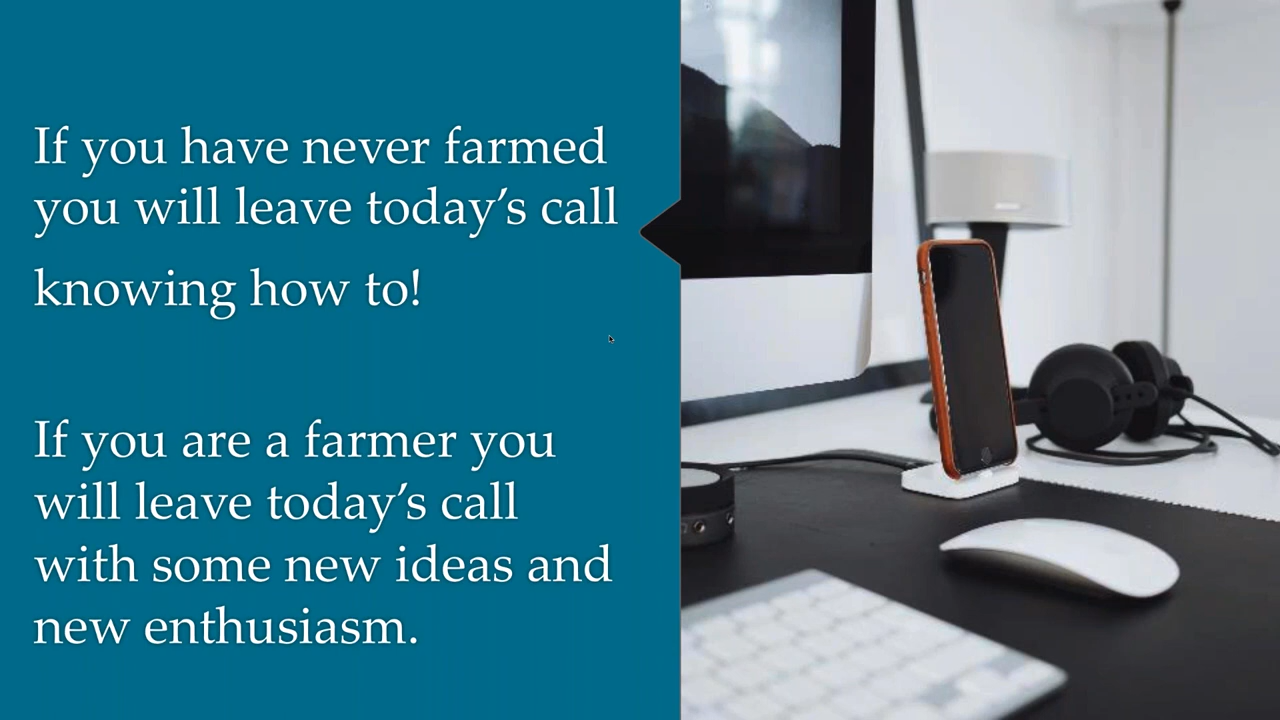 If you have never farmed
you will leave today’s call
knowing how to!
If you are a farmer you
will leave today’s call
with some new ideas and
new enthusiasm.